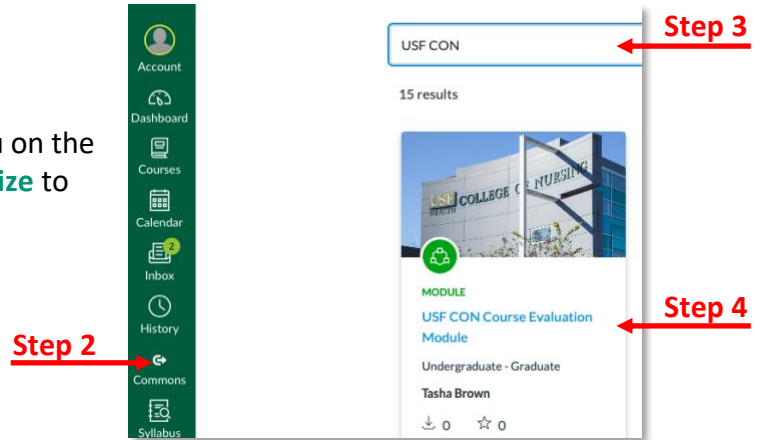 u on the
ize to
Step 2
Account
Dashboard
Courses
Calendar
2
Inbox
History
Commons
Syllabus
Step 3
USF CON
15 results
USF COLLEGE OF NURSING
HEALTH
MODULE
Step 4
USF CON Course Evaluation
Module
Undergraduate - Graduate
Tasha Brown
0 0